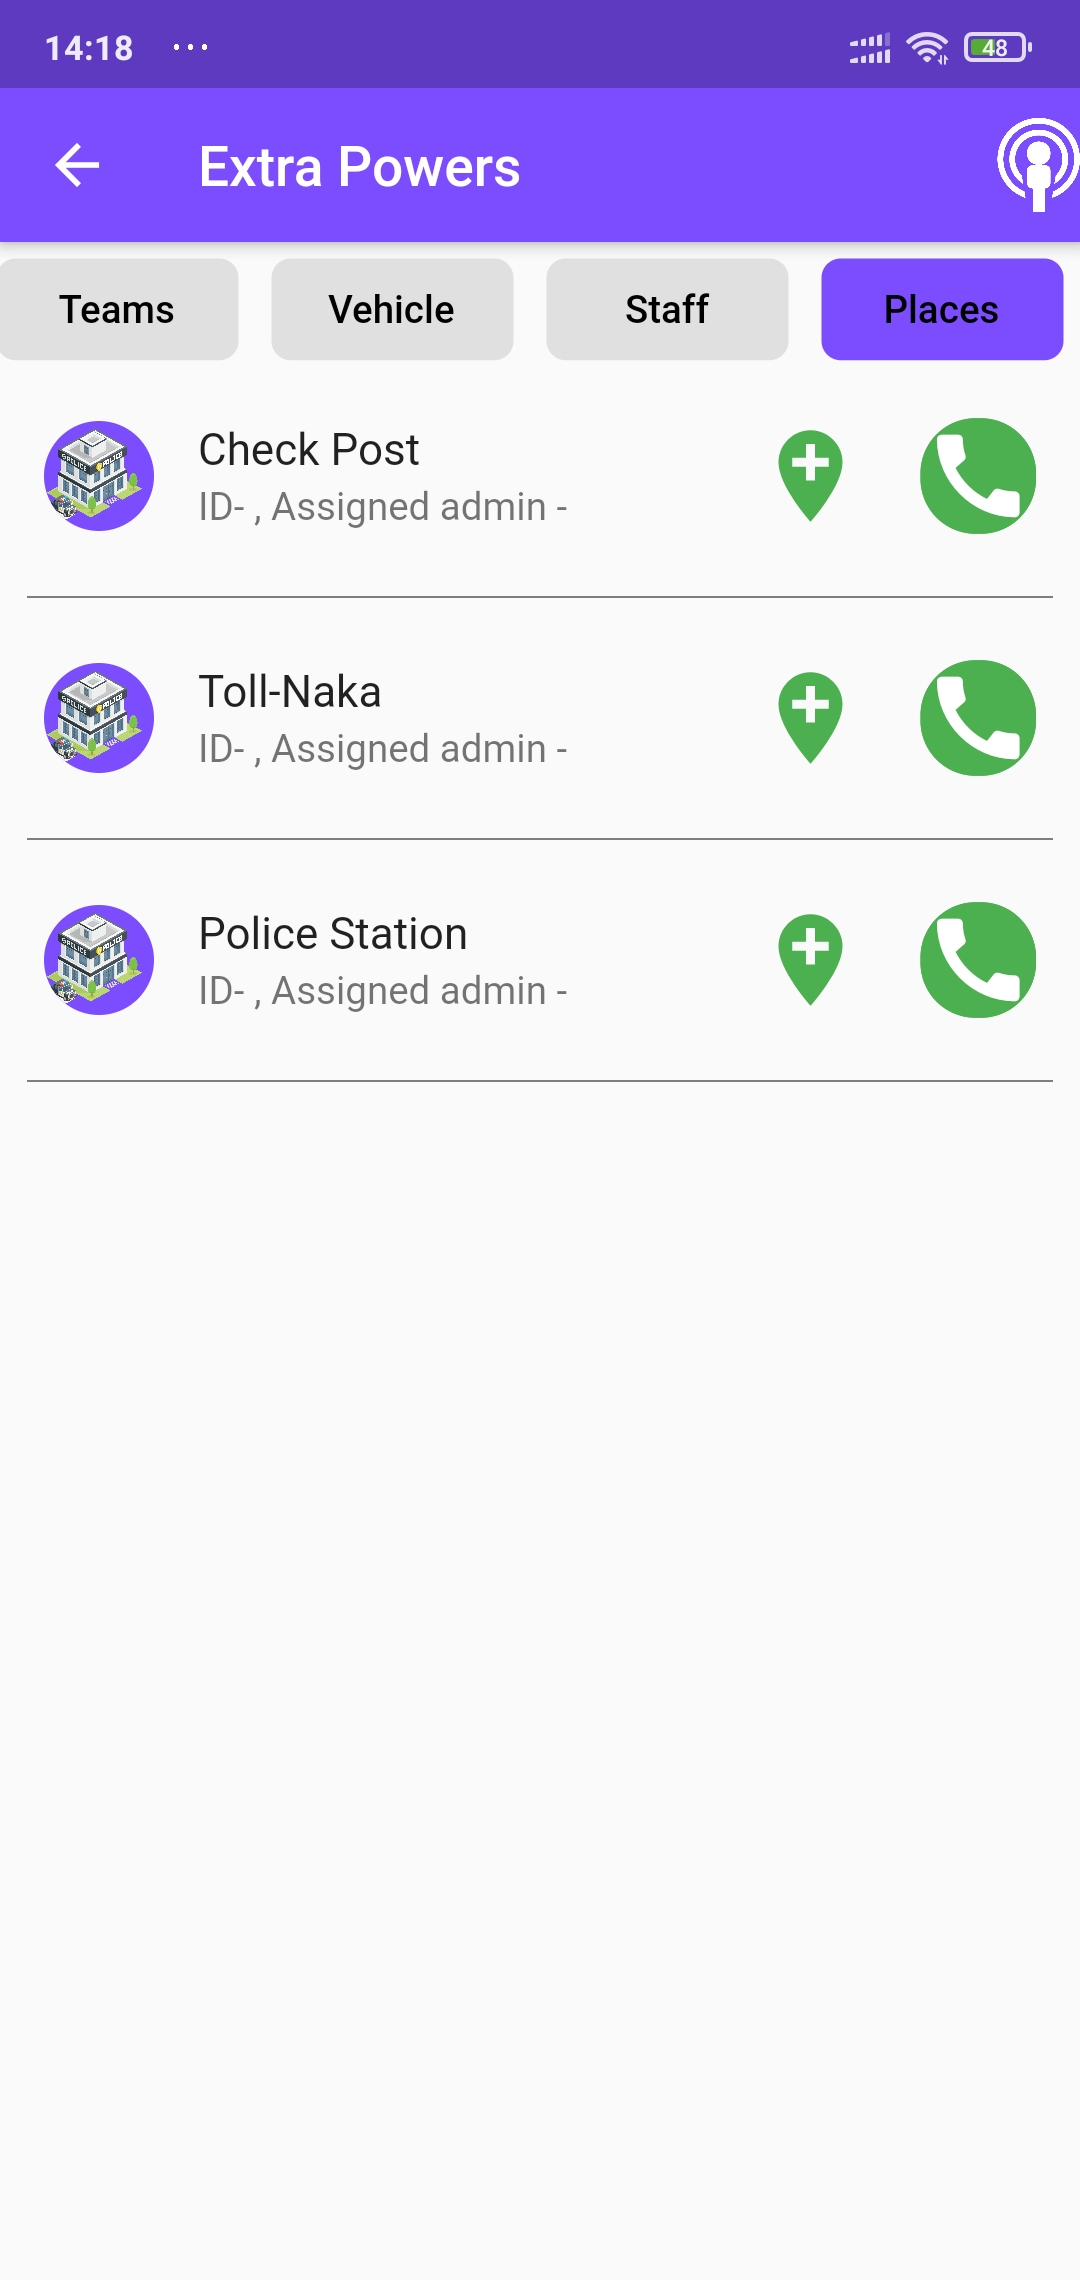 14:18 ... 48
Extra Powers
Teams Vehicle Staff Places
Check Post
ID- , Assigned admin -
Toll-Naka
ID- , Assigned admin -
Police Station
ID- , Assigned admin -